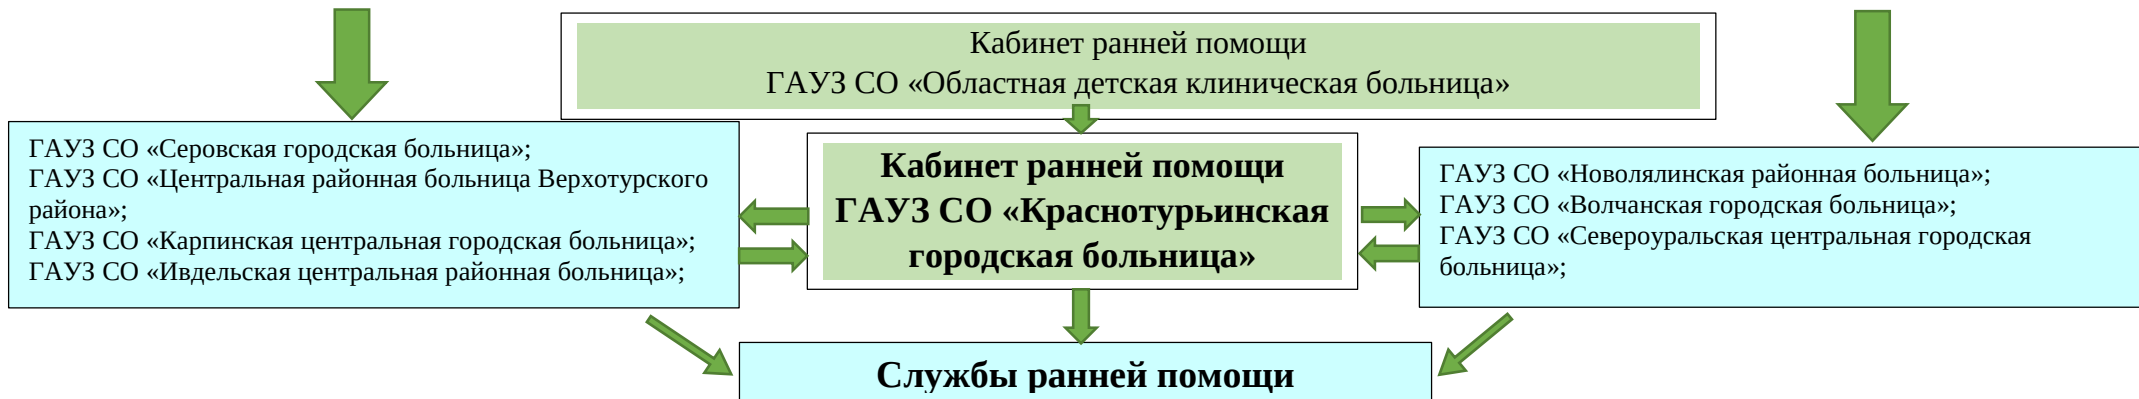 Кабинет ранней помощи
ГАУЗ СО «Областная детская клиническая больница»
ГАУЗ СО «Серовская городская больница»;
ГАУЗ СО «Центральная районная больница Верхотурского
района»;
ГАУЗ СО «Карпинская центральная городская больница»;
ГАУЗ СО «Ивдельская центральная районная больница»;
Кабинет ранней помощи
ГАУЗ СО «Краснотурьинская
городская больница»
ГАУЗ СО «Новолялинская районная больница»;
ГАУЗ СО «Волчанская городская больница»;
ГАУЗ СО «Североуральская центральная городская
больница»;
Службы ранней помощи